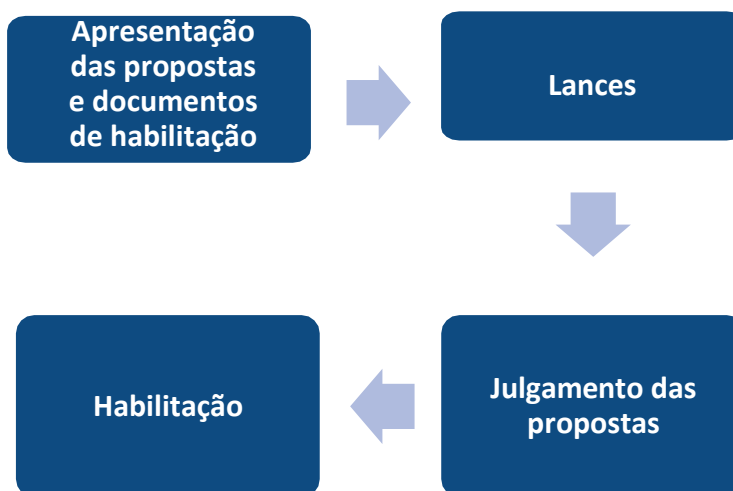 Apresentação
das propostas
e documentos
de habilitação
Lances
Julgamento das
propostas
Habilitação